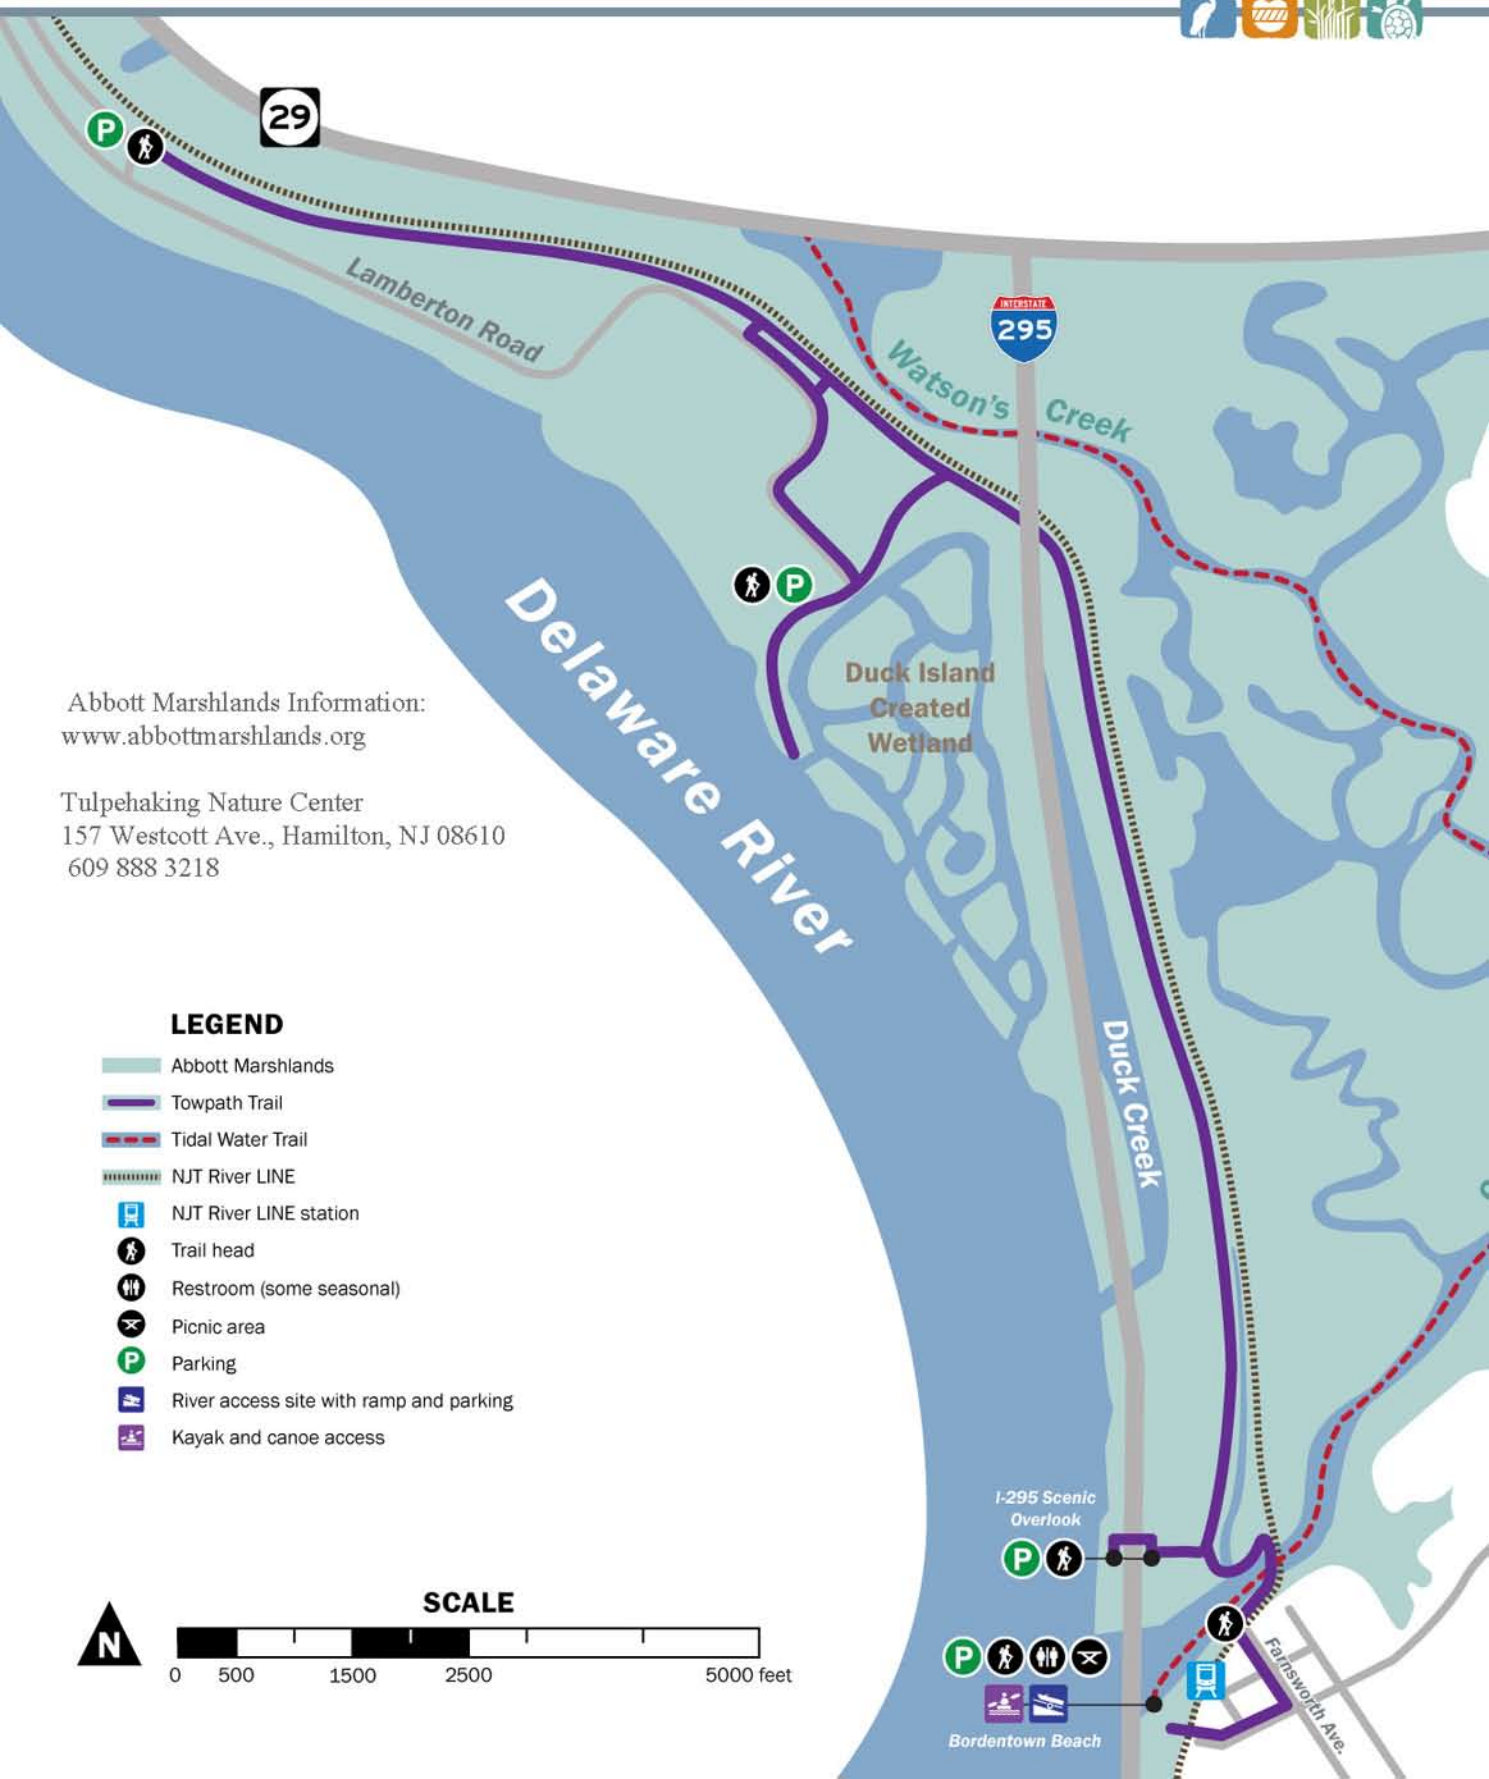 29
P
Lamberton Road
INTERSTATE
295
Watson's Creek
P
Delaware River
Duck Island
Created
Wetland
Abbott Marshlands Information:
www.abbottmarshlands.org
Tulpehaking Nature Center
157 Westcott Ave., Hamilton, NJ 08610
609 888 3218
Duck Creek
LEGEND
Abbott Marshlands
Towpath Trail
Tidal Water Trail
NJT River LINE
NJT River LINE station
Trail head
Restroom (some seasonal)
Picnic area
P Parking
River access site with ramp and parking
Kayak and canoe access
I-295 Scenic
Overlook
P
SCALE
N
0 500 1500 2500 5000 feet
P
Bordentown Beach
Farnsworth Ave.